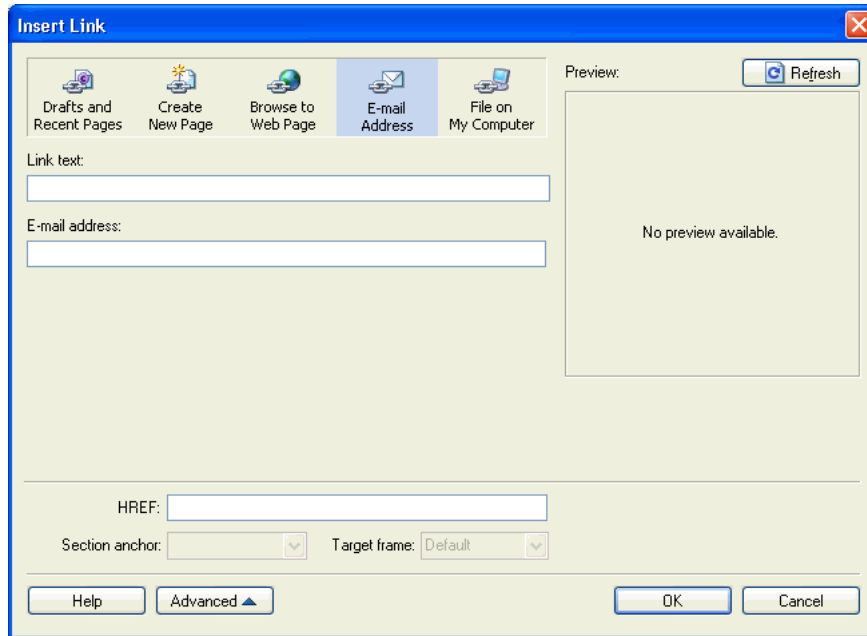 Insert Link
Drafts and
Recent Pages
Create
New Page
Browse to
Web Page
E-mail
Address
File on
My Computer
Preview:
Refresh
Link text:
E-mail address:
No preview available.
HREF:
Section anchor:
Target frame: Default
Help
Advanced
OK
Cancel